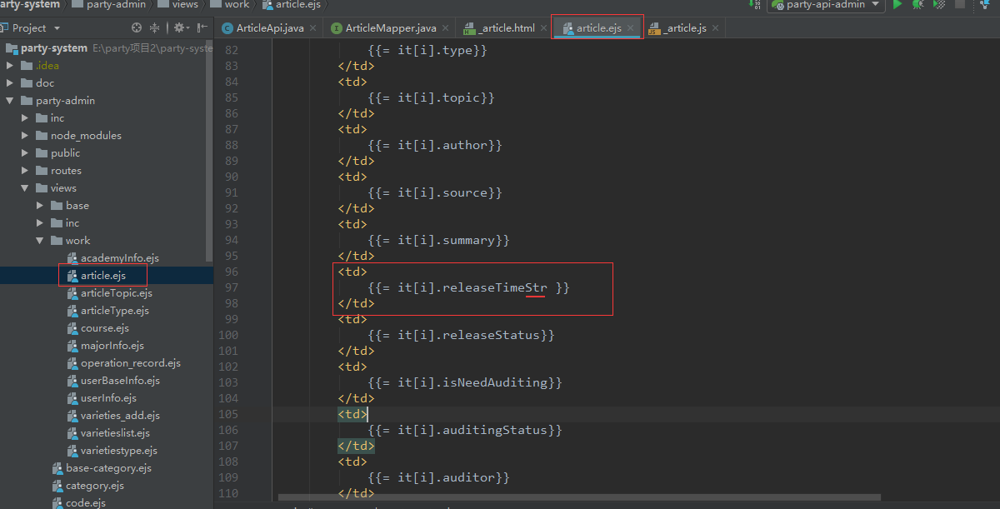 arty-system party-admin views work article.ejs party-api-admin
Project ArticleApi.java ArticleMapper.java _article.html article.ejs _article.js
party-system E:\party项目2\party-syste
.idea
doc
party-admin
inc
node_modules
public
routes
views
base
inc
work
academyInfo.ejs
article.ejs
articleTopic.ejs
articleType.ejs
course.ejs
majorInfo.ejs
operation_record.ejs
userBaseInfo.ejs
userInfo.ejs
varieties_add.ejs
varietieslist.ejs
varietiestype.ejs
base-category.ejs
category.ejs
code.ejs
82 {{= it[i].type}}
83 </td>
84 <td>
85 {{= it[i].topic}}
86 </td>
87 <td>
88 {{= it[i].author}}
89 </td>
90 <td>
91 {{= it[i].source}}
92 </td>
93 <td>
94 {{= it[i].summary}}
95 </td>
96 <td>
97 {{= it[i].releaseTimeStr }}
98 </td>
99 <td>
100 {{= it[i].releaseStatus}}
101 </td>
102 <td>
103 {{= it[i].isNeedAuditing}}
104 </td>
105 <td>
106 {{= it[i].auditingStatus}}
107 </td>
108 <td>
109 {{= it[i].auditor}}
110 </td>